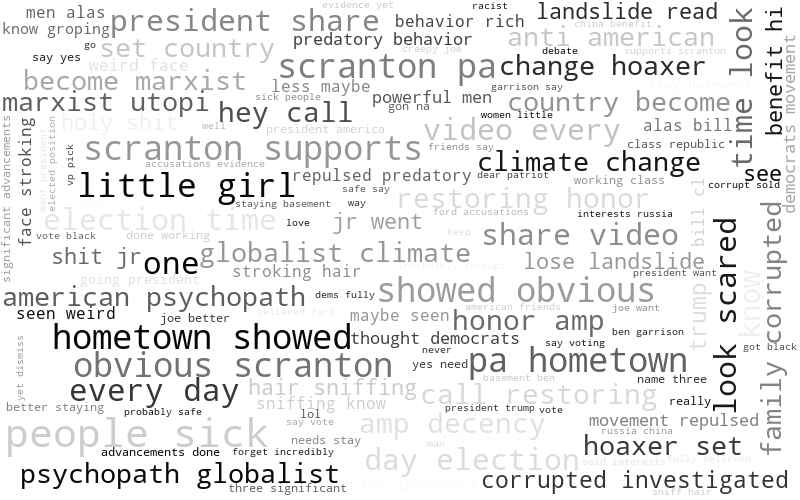 evidence yet
racist
men alas
president share
behavior rich
landslide read
know groping
china benefit
go
set country
predatory behavior
anti american
say yes
creepy joe
debate
supports scranton
weird face
scranton pa
change hoaxer
time look
benefit hi
become marxist
less maybe
garrison say
stay basement
marxist utopi
sick people
powerful men
country become
hey call
gon na
women little
holy shit
well
president america
video every
alas bill
democrats movement
significant advancements
face stroking
want president
elected position
scranton supports
friends say
class republic
vp pick
accusations evidence
climate change
see
little girl
repulsed predatory
dear patriot
working class
corrupt sold
safe say
staying basement
way
restoring honor
election time
love
jr went
ford accusations
interests russia
bill cl
vote black
done working
keep
share video
look scared
family corrupted
shit jr
one
globalist climate
lose landslide
stroking hair
incredibly corrupt
president want
going president
american psychopath
dems fully
showed obvious
trump
know
seen weird
believed ford
american friends
joe want
joe better
maybe seen
honor amp
ben garrison
hometown showed
thought democrats
say voting
yet dismiss
never
pa hometown
got black
obvious scranton
yes need
basement ben
name three
every day
hair sniffing
call restoring
really
better staying
sniffing know
president trump
vote
probably safe
lol
people sick
say vote
amp decency
movement repulsed
russia china
needs stay
man
hoaxer set
advancements done
forget incredibly
day election
sold interests
fully believed
psychopath globalist
three significant
rich powerful
corrupted investigated
sniff hair